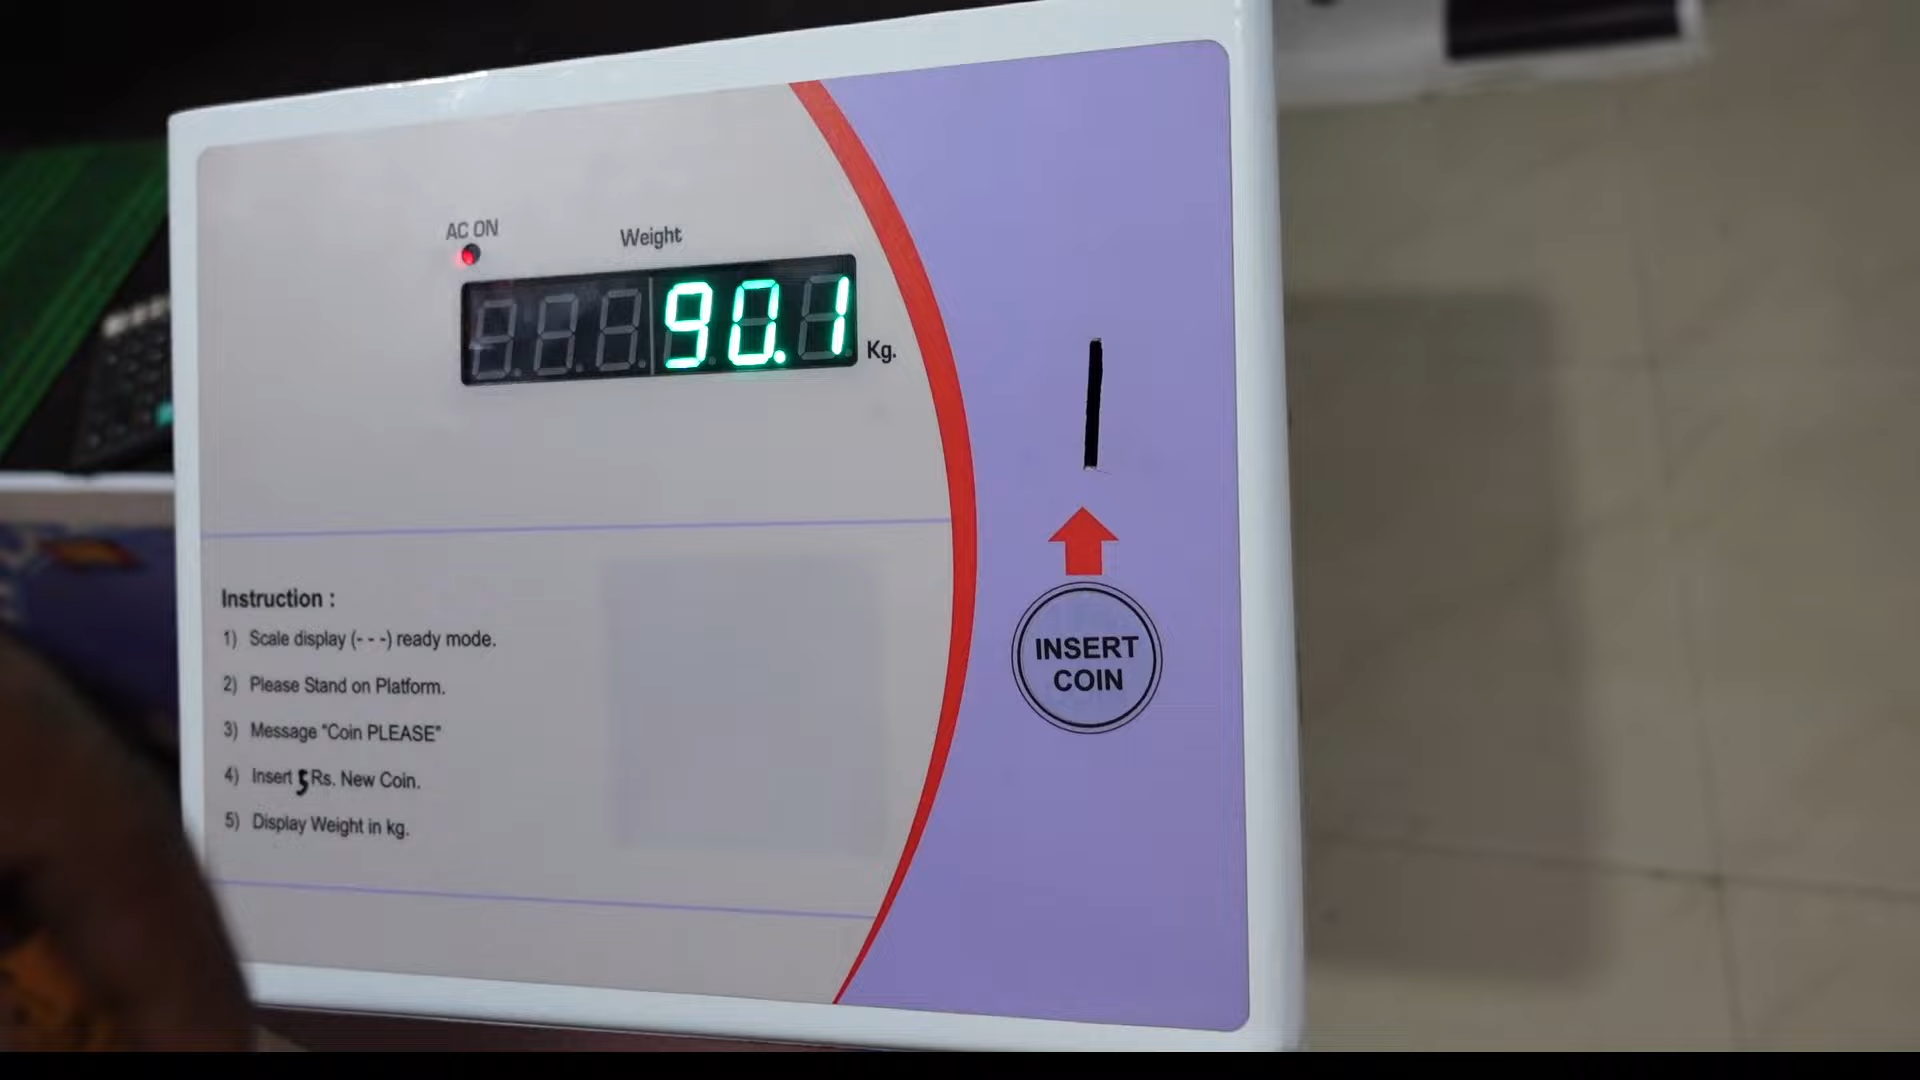 AC ON
Weight
90.1
Kg.
Instruction :
1) Scale display (- - -) ready mode.
2) Please Stand on Platform.
3) Message "Coin PLEASE"
4) Insert 5 Rs. New Coin.
5) Display Weight in kg.
INSERT
COIN